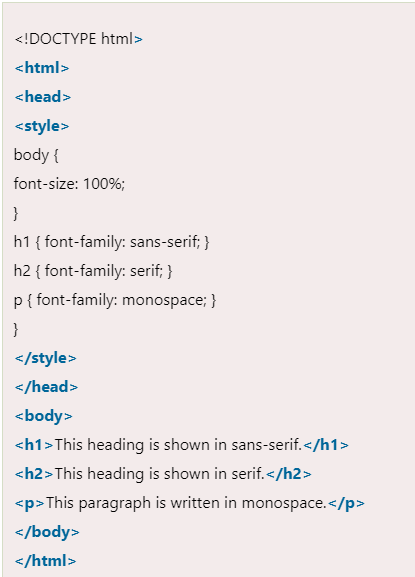 <!DOCTYPE html>
<html>
<head>
<style>
body {
font-size: 100%;
}
h1 { font-family: sans-serif; }
h2 { font-family: serif; }
p { font-family: monospace; }
}
</style>
</head>
<body>
<h1>This heading is shown in sans-serif.</h1>
<h2>This heading is shown in serif.</h2>
<p>This paragraph is written in monospace.</p>
</body>
</html>